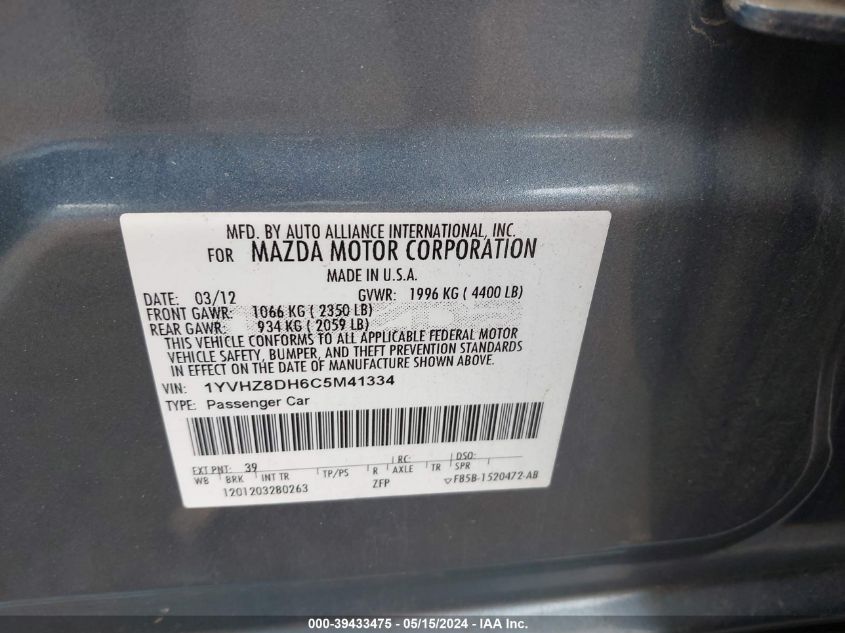 MFD. BY AUTO ALLIANCE INTERNATIONAL, INC.
FOR MAZDA MOTOR CORPORATION
MADE IN U.S.A.
DATE: 03/12 GVWR: 1996 KG ( 4400 LB)
FRONT GAWR: 1066 KG ( 2350 LB)
REAR GAWR: 934 KG ( 2059 LB)
THIS VEHICLE CONFORMS TO ALL APPLICABLE FEDERAL MOTOR
VEHICLE SAFETY, BUMPER, AND THEFT PREVENTION STANDARDS
IN EFFECT ON THE DATE OF MANUFACTURE SHOWN ABOVE.
VIN: 1YVHZ8DH6C5M41334
TYPE: Passenger Car
EXT PNT: 39 RC: DSO:
WB BRK INT TR TP/PS R AXLE TR SPR
1201203280263 ZFP F85B-1520472-AB
000-39433475 - 05/15/2024 - IAA Inc.